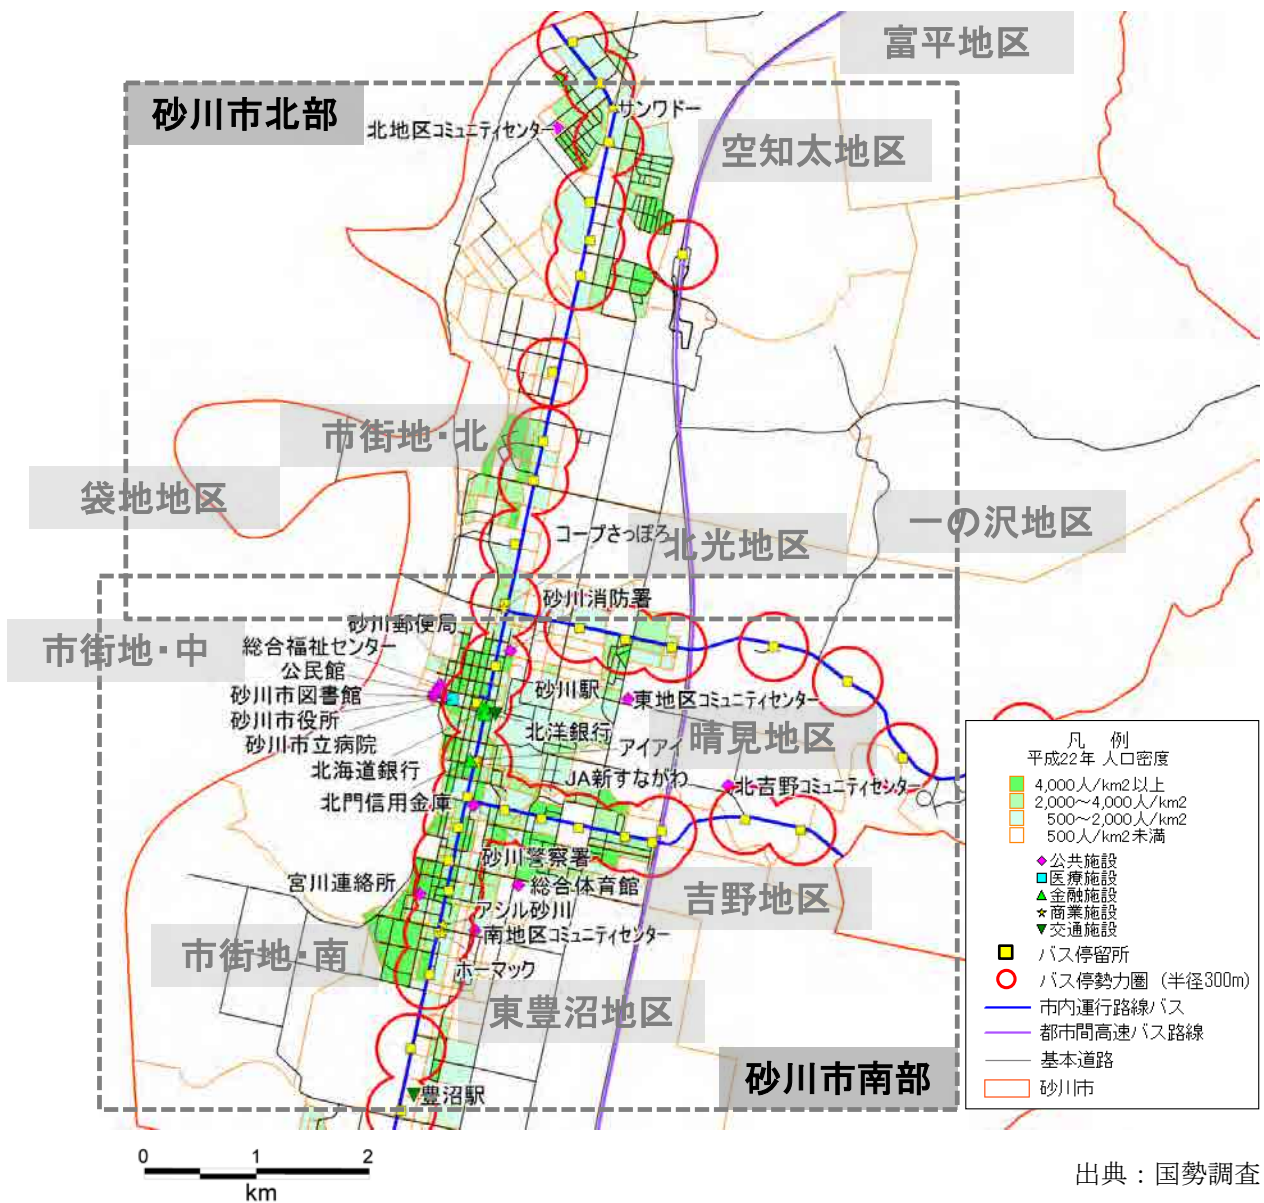 富平地区
砂川市北部
サンワドー
北地区コミュニティセンター
空知太地区
市街地・北
袋地地区
一の沢地区
コープさっぽろ
北光地区
砂川消防署
砂川郵便局
市街地・中
総合福祉センター
公民館
砂川駅
砂川市図書館
東地区コミュニティセンター
砂川市役所
北洋銀行
晴見地区
砂川市立病院
アイアイ
北海道銀行
JA新すながわ
北吉野コミュニティセンター
北門信用金庫
砂川警察署
宮川連絡所
総合体育館
吉野地区
アシル砂川
南地区コミュニティセンター
市街地・南
ホーマック
東豊沼地区
砂川市南部
豊沼駅
凡 例
平成22年 人口密度
4,000人/km2以上
2,000～4,000人/km2
500～2,000人/km2
500人/km2未満
公共施設
医療施設
金融施設
商業施設
交通施設
バス停留所
バス停勢力圏 (半径300m)
市内運行路線バス
都市間高速バス路線
基本道路
砂川市
0 1 2
km
出典：国勢調査